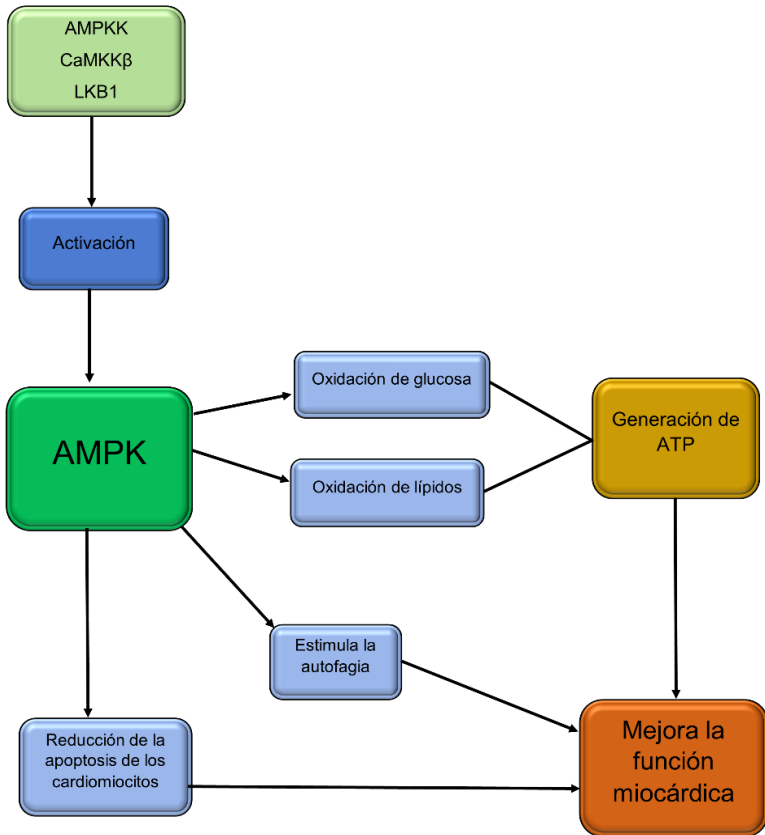 AMPKK
CaMKKβ
LKB1
Activación
AMPK
Oxidación de glucosa
Oxidación de lípidos
Generación de
ATP
Estimula la
autofagia
Reducción de la
apoptosis de los
cardiomiocitos
Mejora la
función
miocárdica